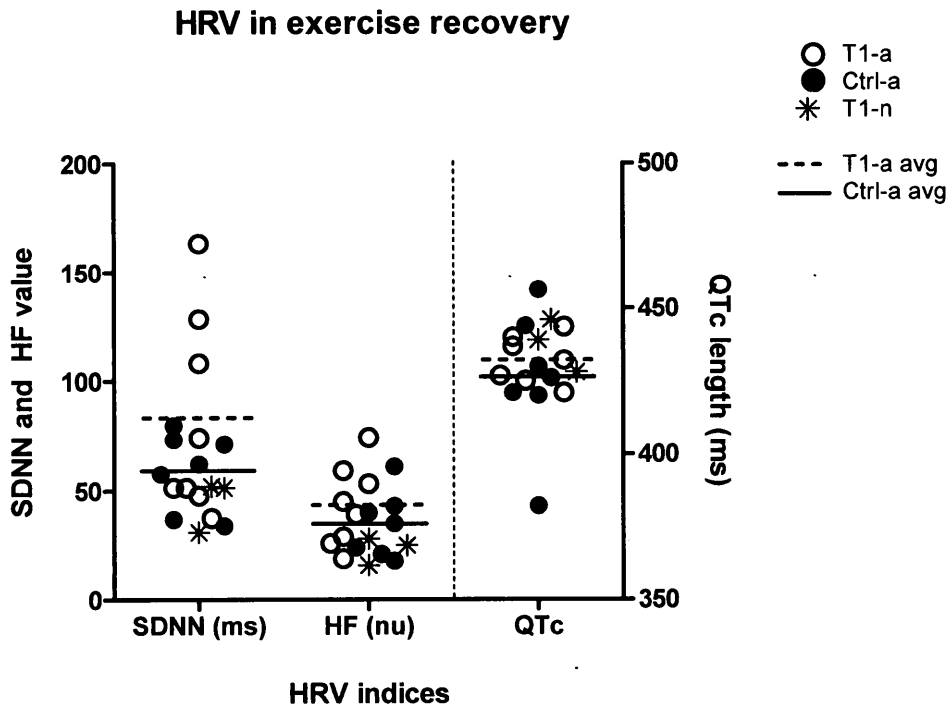 HRV in exercise recovery
T1-a
Ctrl-a
T1-n
T1-a avg
Ctrl-a avg
200
150
100
50
0
SDNN and HF value
500
450
400
350
QTc length (ms)
SDNN (ms)
HF (nu)
QTc
HRV indices